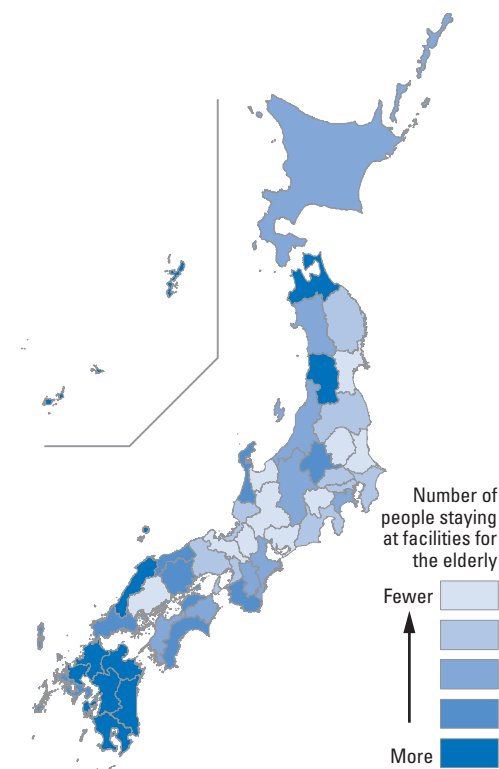 Number of
people staying
at facilities for
the elderly
Fewer
More